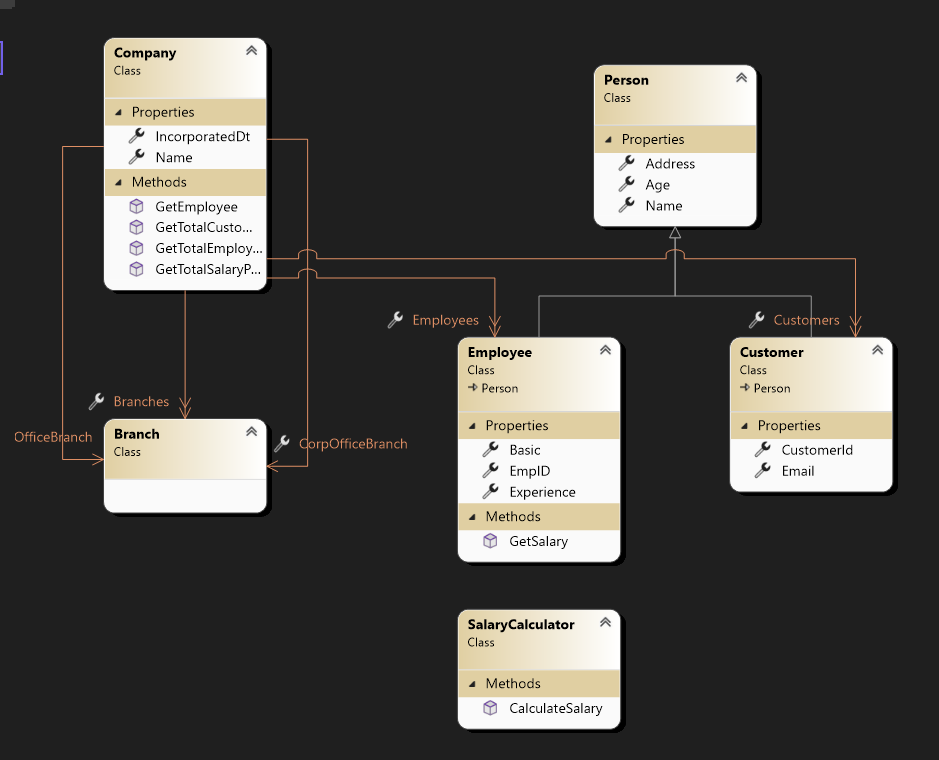 Company
Class
Properties
IncorporatedDt
Name
Methods
GetEmployee
GetTotalCusto...
GetTotalEmploy...
GetTotalSalaryP...
Person
Class
Properties
Address
Age
Name
Employees
Customers
Branches
OfficeBranch
CorpOfficeBranch
Branch
Class
Employee
Class
Person
Properties
Basic
EmpID
Experience
Methods
GetSalary
Customer
Class
Person
Properties
CustomerId
Email
SalaryCalculator
Class
Methods
CalculateSalary